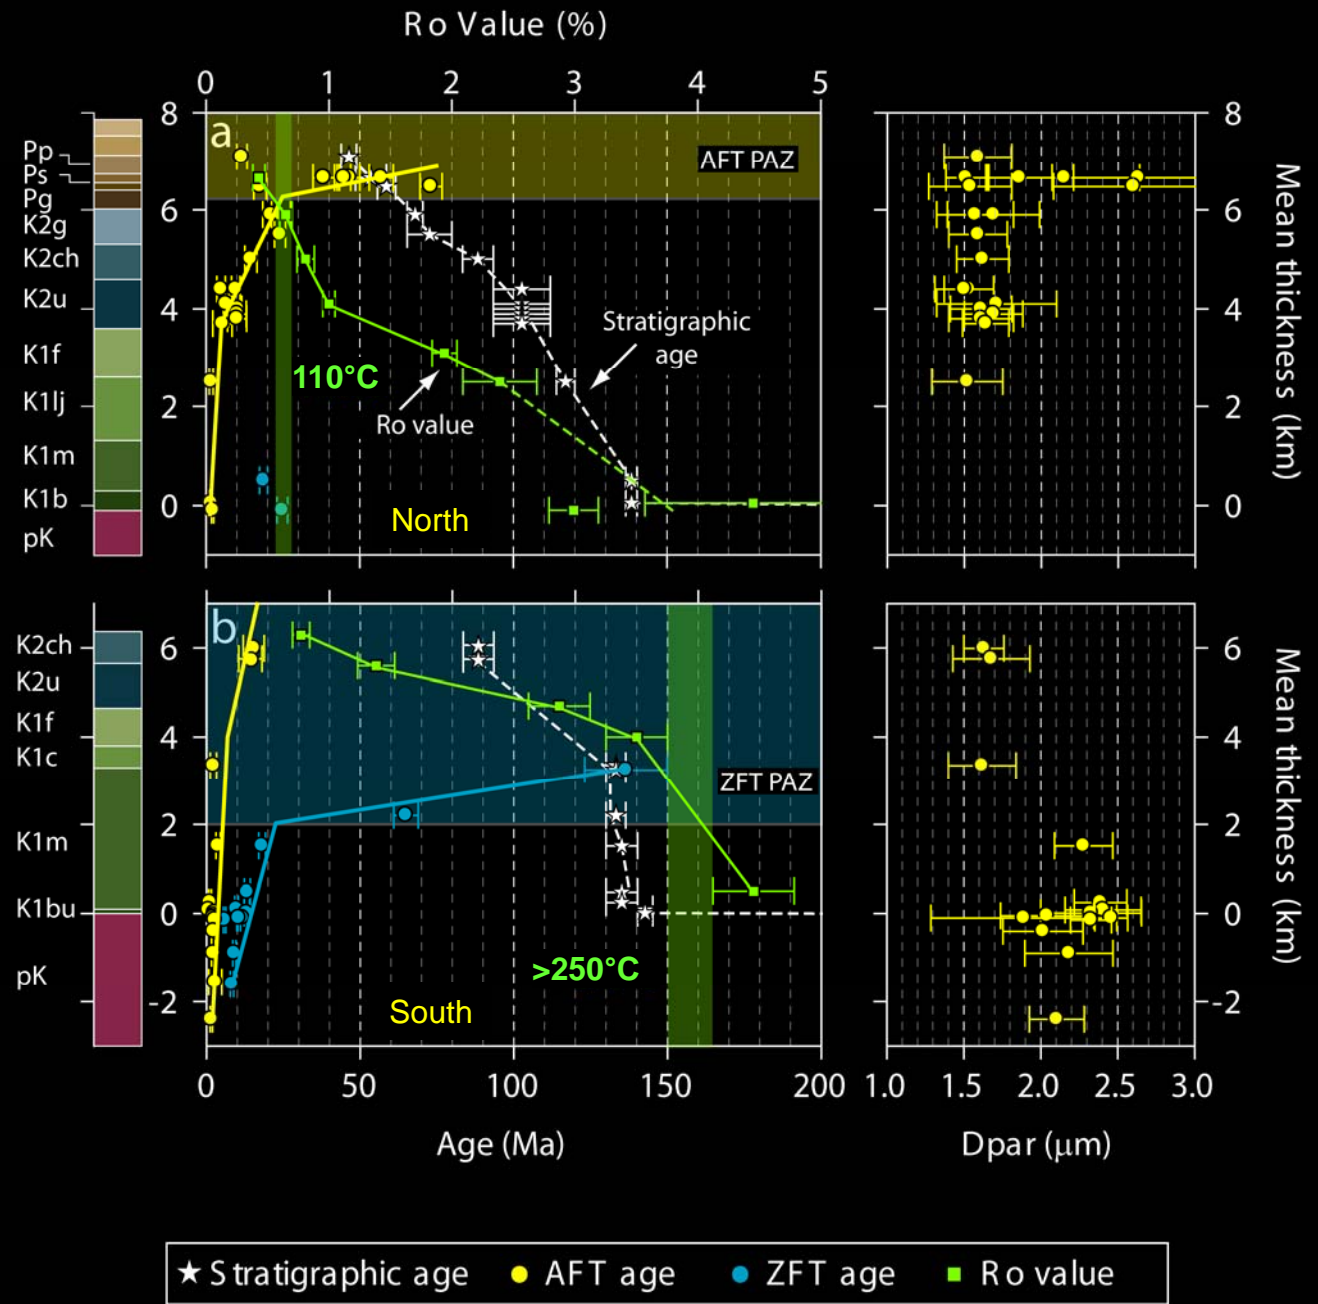 Ro Value (%)
0 1 2 3 4 5
8 a AFT PAZ 8
Pp
Ps
Pg
6 6
K2g
K2ch
K2u
4 4
Stratigraphic
age
K1f
110°C
Ro value
K1lj
2 2
K1m
K1b
0 0
North
pK
Mean thickness (km)
b
K2ch
6 6
K2u
K1f
4 4
K1c
ZFT PAZ
2 2
K1m
K1bu
0 0
>250°C
pK
-2 -2
South
Mean thickness (km)
0 50 100 150 200 1.0 1.5 2.0 2.5 3.0
Age (Ma) Dpar (μm)
Stratigraphic age AFT age ZFT age Ro value